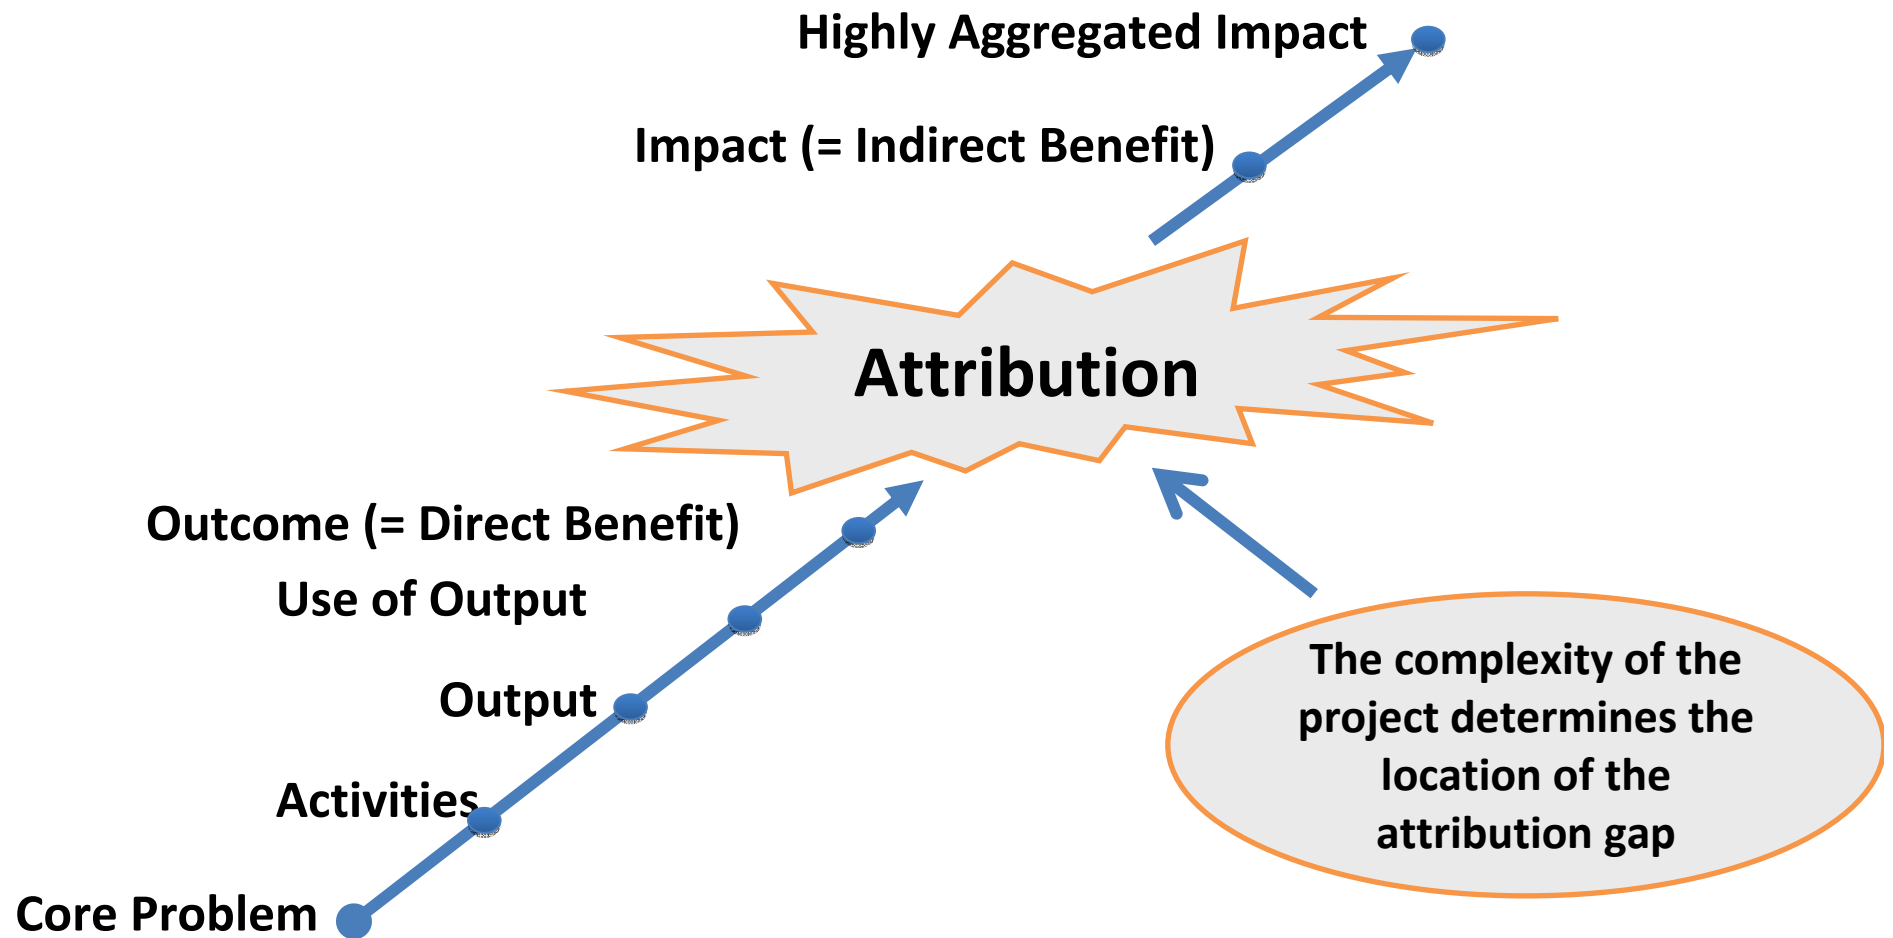 Highly Aggregated Impact
Impact (= Indirect Benefit)
Attribution
Outcome (= Direct Benefit)
Use of Output
Output
Activities
Core Problem
The complexity of the
project determines the
location of the
attribution gap